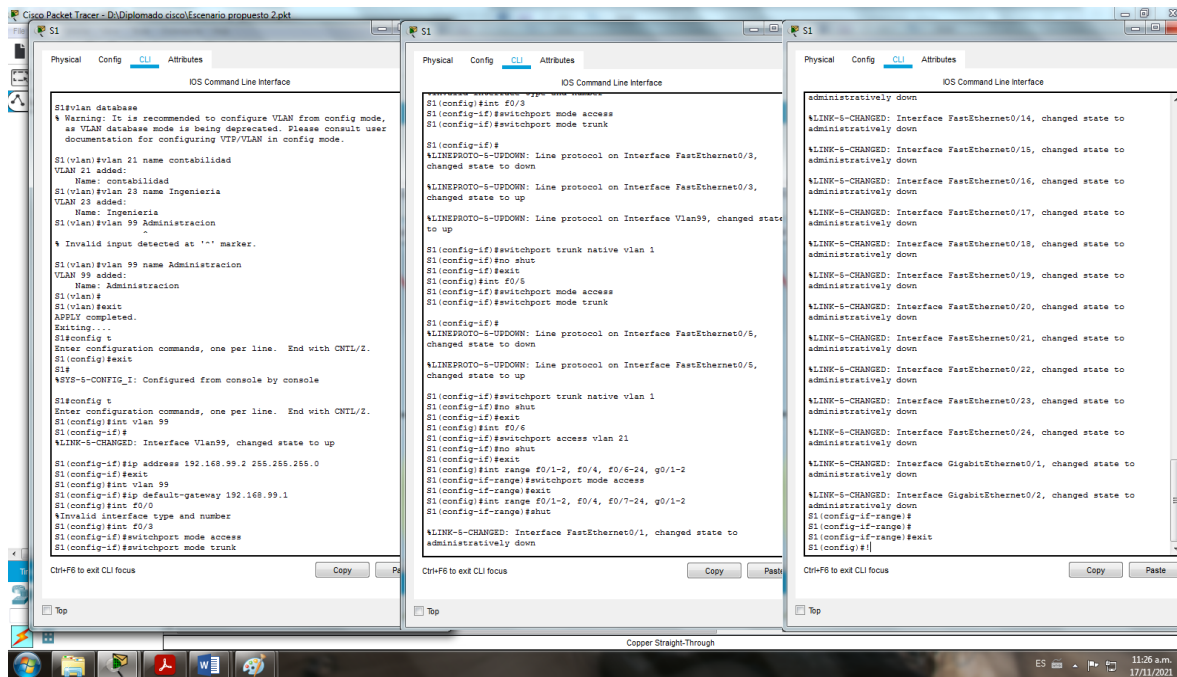 Cisco Packet Tracer - D:\Diplomado cisco\Escenario propuesto 2.pkt
File
S1
Physical Config CLI Attributes
IOS Command Line Interface
S1#vlan database
% Warning: It is recommended to configure VLAN from config mode,
as VLAN database mode is being deprecated. Please consult user
documentation for configuring VTP/VLAN in config mode.
S1(vlan)#vlan 21 name contabilidad
VLAN 21 added:
Name: contabilidad
S1(vlan)#vlan 23 name Ingenieria
VLAN 23 added:
Name: Ingenieria
S1(vlan)#vlan 99 Administracion
^
% Invalid input detected at '^' marker.
S1(vlan)#vlan 99 name Administracion
VLAN 99 added:
Name: Administracion
S1(vlan)#
S1(vlan)#exit
APPLY completed.
Exiting....
S1#config t
Enter configuration commands, one per line. End with CNTL/Z.
S1(config)#exit
S1#
%SYS-5-CONFIG_I: Configured from console by console
S1#config t
Enter configuration commands, one per line. End with CNTL/Z.
S1(config)#int vlan 99
S1(config-if)#
%LINK-5-CHANGED: Interface Vlan99, changed state to up
S1(config-if)#ip address 192.168.99.2 255.255.255.0
S1(config-if)#exit
S1(config)#int vlan 99
S1(config-if)#ip default-gateway 192.168.99.1
S1(config)#int f0/0
%Invalid interface type and number
S1(config)#int f0/3
S1(config-if)#switchport mode access
S1(config-if)#switchport mode trunk
Ctrl+F6 to exit CLI focus
Copy
Top
S1
Physical Config CLI Attributes
IOS Command Line Interface
%Invalid interface type and number
S1(config)#int f0/3
S1(config-if)#switchport mode access
S1(config-if)#switchport mode trunk
S1(config-if)#
%LINEPROTO-5-UPDOWN: Line protocol on Interface FastEthernet0/3,
changed state to down
%LINEPROTO-5-UPDOWN: Line protocol on Interface FastEthernet0/3,
changed state to up
%LINEPROTO-5-UPDOWN: Line protocol on Interface Vlan99, changed state
to up
S1(config-if)#switchport trunk native vlan 1
S1(config-if)#no shut
S1(config-if)#exit
S1(config)#int f0/5
S1(config-if)#switchport mode access
S1(config-if)#switchport mode trunk
S1(config-if)#
%LINEPROTO-5-UPDOWN: Line protocol on Interface FastEthernet0/5,
changed state to down
%LINEPROTO-5-UPDOWN: Line protocol on Interface FastEthernet0/5,
changed state to up
S1(config-if)#switchport trunk native vlan 1
S1(config-if)#no shut
S1(config-if)#exit
S1(config)#int f0/6
S1(config-if)#switchport access vlan 21
S1(config-if)#no shut
S1(config-if)#exit
S1(config)#int range f0/1-2, f0/4, f0/6-24, g0/1-2
S1(config-if-range)#switchport mode access
S1(config-if-range)#exit
S1(config)#int range f0/1-2, f0/4, f0/7-24, g0/1-2
S1(config-if-range)#shut
%LINK-5-CHANGED: Interface FastEthernet0/1, changed state to
administratively down
Ctrl+F6 to exit CLI focus
Copy Paste
Top
S1
Physical Config CLI Attributes
IOS Command Line Interface
administratively down
%LINK-5-CHANGED: Interface FastEthernet0/14, changed state to
administratively down
%LINK-5-CHANGED: Interface FastEthernet0/15, changed state to
administratively down
%LINK-5-CHANGED: Interface FastEthernet0/16, changed state to
administratively down
%LINK-5-CHANGED: Interface FastEthernet0/17, changed state to
administratively down
%LINK-5-CHANGED: Interface FastEthernet0/18, changed state to
administratively down
%LINK-5-CHANGED: Interface FastEthernet0/19, changed state to
administratively down
%LINK-5-CHANGED: Interface FastEthernet0/20, changed state to
administratively down
%LINK-5-CHANGED: Interface FastEthernet0/21, changed state to
administratively down
%LINK-5-CHANGED: Interface FastEthernet0/22, changed state to
administratively down
%LINK-5-CHANGED: Interface FastEthernet0/23, changed state to
administratively down
%LINK-5-CHANGED: Interface FastEthernet0/24, changed state to
administratively down
%LINK-5-CHANGED: Interface GigabitEthernet0/1, changed state to
administratively down
%LINK-5-CHANGED: Interface GigabitEthernet0/2, changed state to
administratively down
S1(config-if-range)#
S1(config-if-range)#
S1(config-if-range)#exit
S1(config)#!
Ctrl+F6 to exit CLI focus
Copy Paste
Top
Copper Straight-Through
ES
11:26 a.m.
17/11/2021